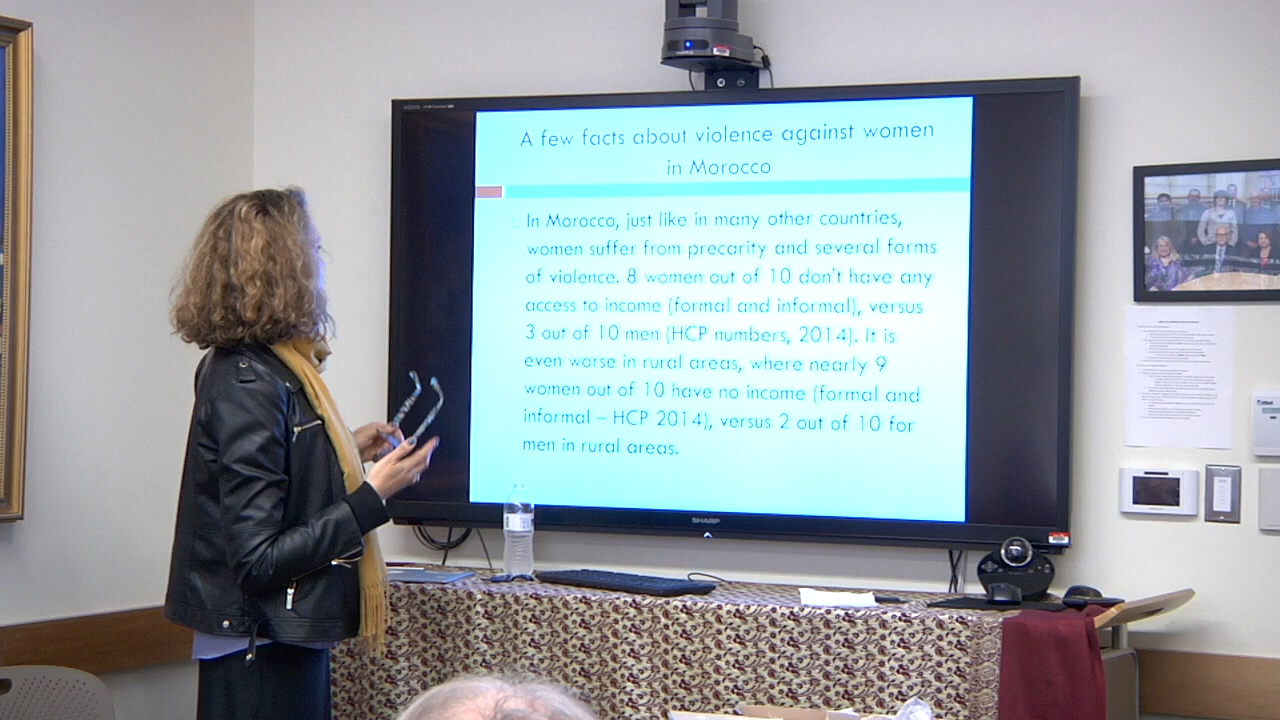 A few facts about violence against women
in Morocco
In Morocco, just like in many other countries,
women suffer from precarity and several forms
of violence. 8 women out of 10 don't have any
access to income (formal and informal), versus
3 out of 10 men (HCP numbers, 2014). It is
even worse in rural areas, where nearly
women out of 10 have no income (formal and
informal – HCP 2014), versus 2 out of 10 for
men in rural areas.
SHARP